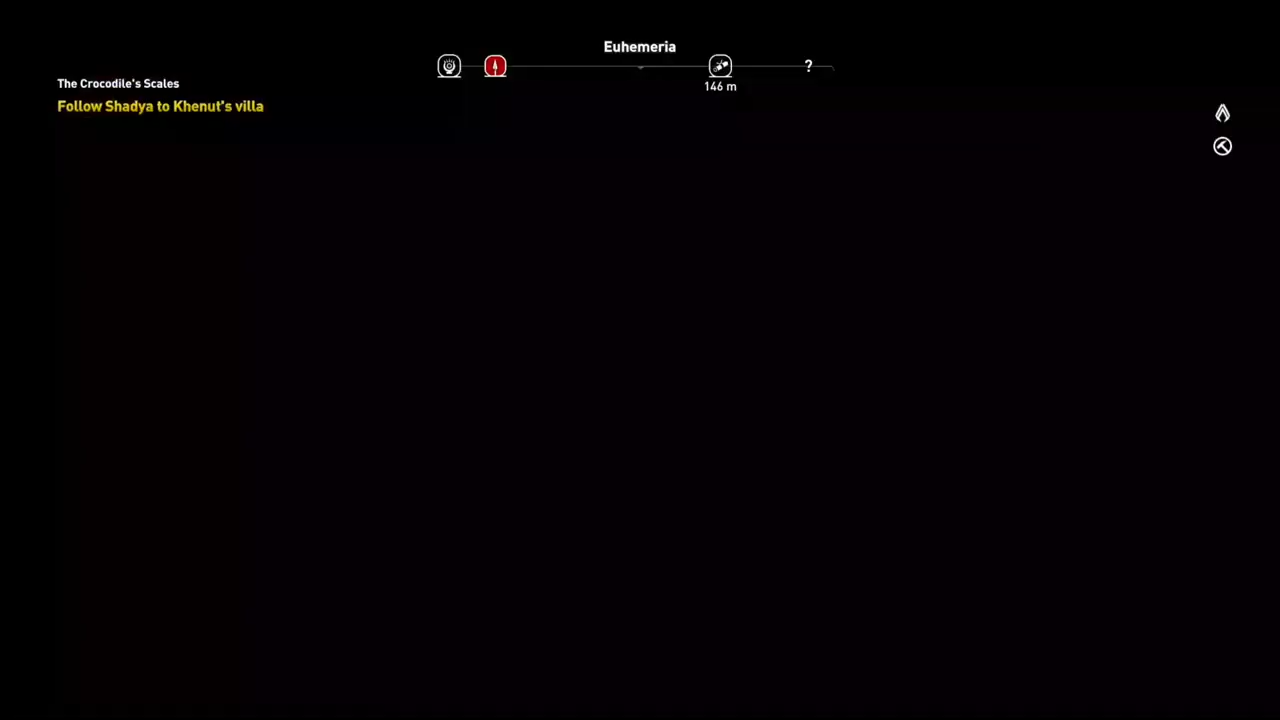 Euhemeria
The Crocodile's Scales
?
146 m
Follow Shadya to Khenut's villa